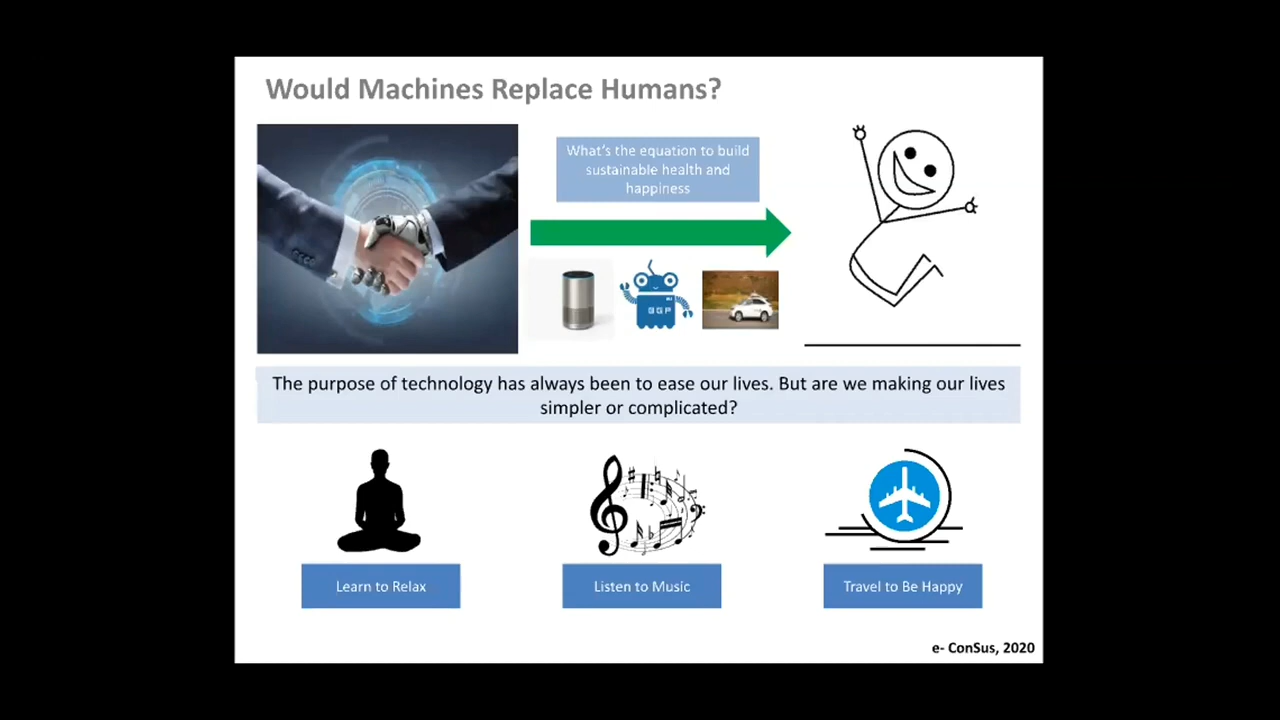 Would Machines Replace Humans?
What's the equation to build
sustainable health and
happiness
GGP
The purpose of technology has always been to ease our lives. But are we making our lives
simpler or complicated?
Learn to Relax
Listen to Music
Travel to Be Happy
e- ConSus, 2020